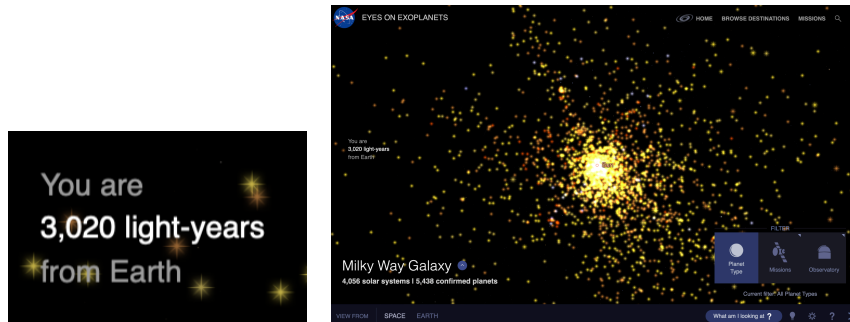 You are
3,020 light-years
from Earth
NASA
EYES ON EXOPLANETS
HOME BROWSE DESTINATIONS MISSIONS
You are
3,020 light-years
from Earth
Sun
FILTER
Planet
Type
Missions
Observatory
Milky Way Galaxy
4,056 solar systems | 5,438 confirmed planets
Current filter: All Planet Types
VIEW FROM SPACE EARTH
What am I looking at ?
?